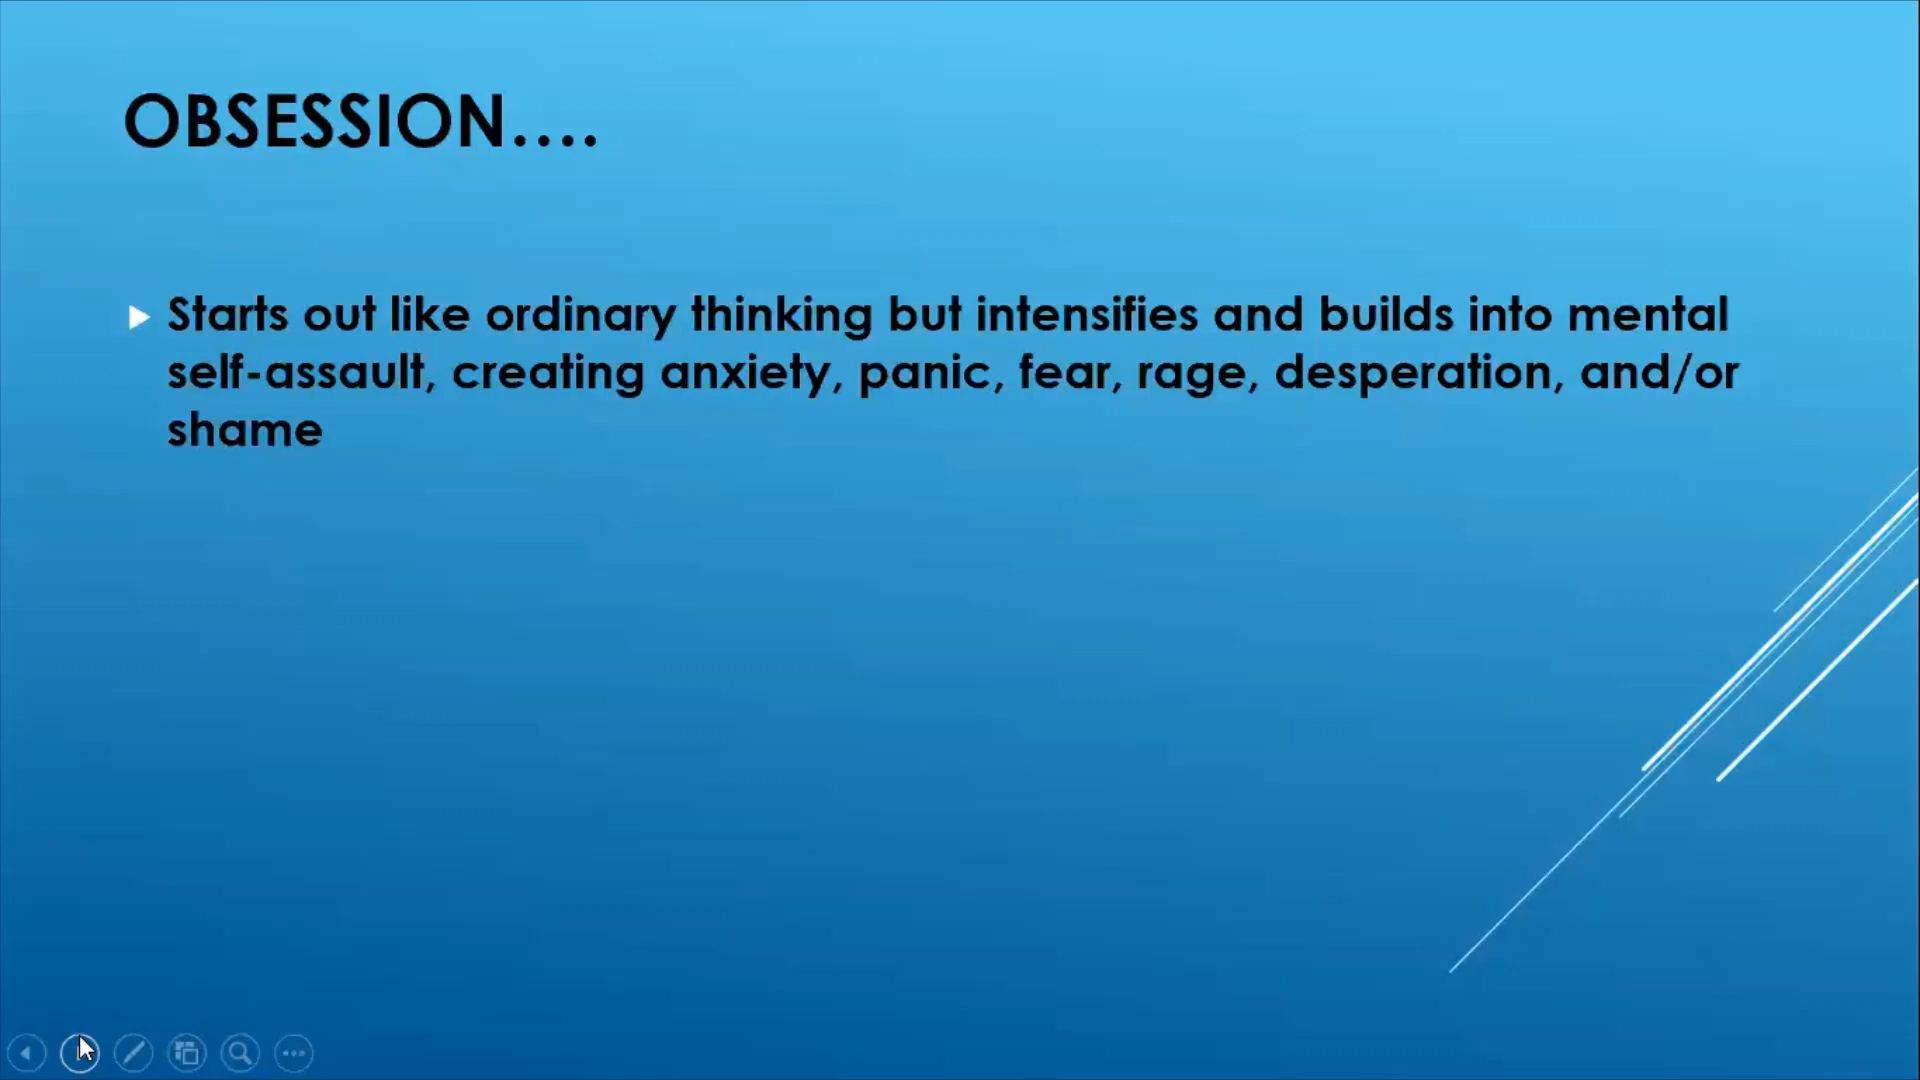 OBSESSION....
Starts out like ordinary thinking but intensifies and builds into mental
self-assault, creating anxiety, panic, fear, rage, desperation, and/or
shame